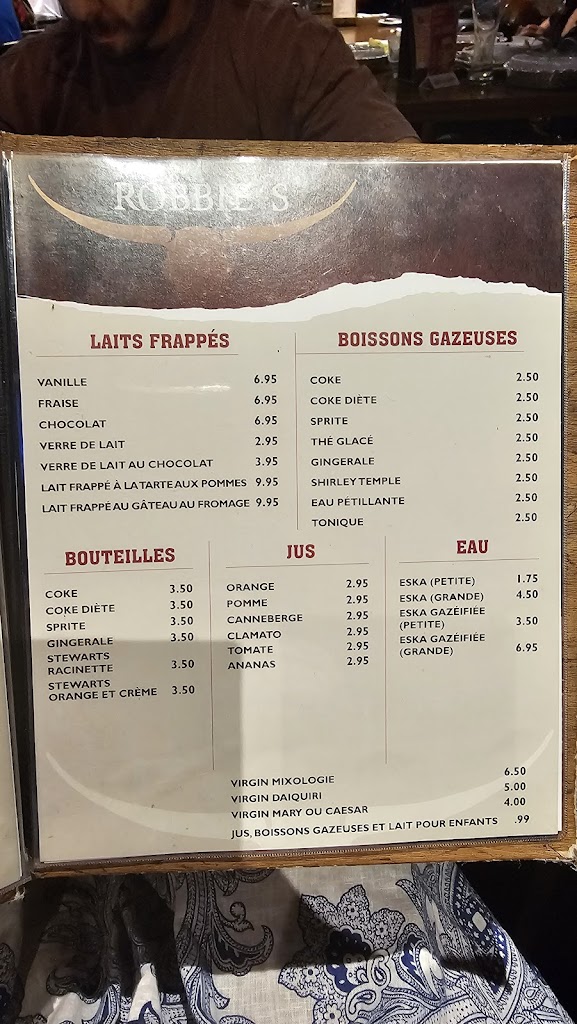 ROBBIE'S
LAITS FRAPPÉS
VANILLE 6.95
FRAISE 6.95
CHOCOLAT 6.95
VERRE DE LAIT 2.95
VERRE DE LAIT AU CHOCOLAT 3.95
LAIT FRAPPÉ À LA TARTE AUX POMMES 9.95
LAIT FRAPPÉ AU GÂTEAU AU FROMAGE 9.95
BOISSONS GAZEUSES
COKE 2.50
COKE DIÈTE 2.50
SPRITE 2.50
THÉ GLACÉ 2.50
GINGERALE 2.50
SHIRLEY TEMPLE 2.50
EAU PÉTILLANTE 2.50
TONIQUE 2.50
BOUTEILLES
COKE 3.50
COKE DIÈTE 3.50
SPRITE 3.50
GINGERALE 3.50
STEWARTS
RACINETTE 3.50
STEWARTS
ORANGE ET CRÈME 3.50
JUS
ORANGE 2.95
POMME 2.95
CANNEBERGE 2.95
CLAMATO 2.95
TOMATE 2.95
ANANAS 2.95
EAU
ESKA (PETITE) 1.75
ESKA (GRANDE) 4.50
ESKA GAZÉIFIÉE
(PETITE) 3.50
ESKA GAZÉIFIÉE
(GRANDE) 6.95
VIRGIN MIXOLOGIE 6.50
VIRGIN DAIQUIRI 5.00
VIRGIN MARY OU CAESAR 4.00
JUS, BOISSONS GAZEUSES ET LAIT POUR ENFANTS .99